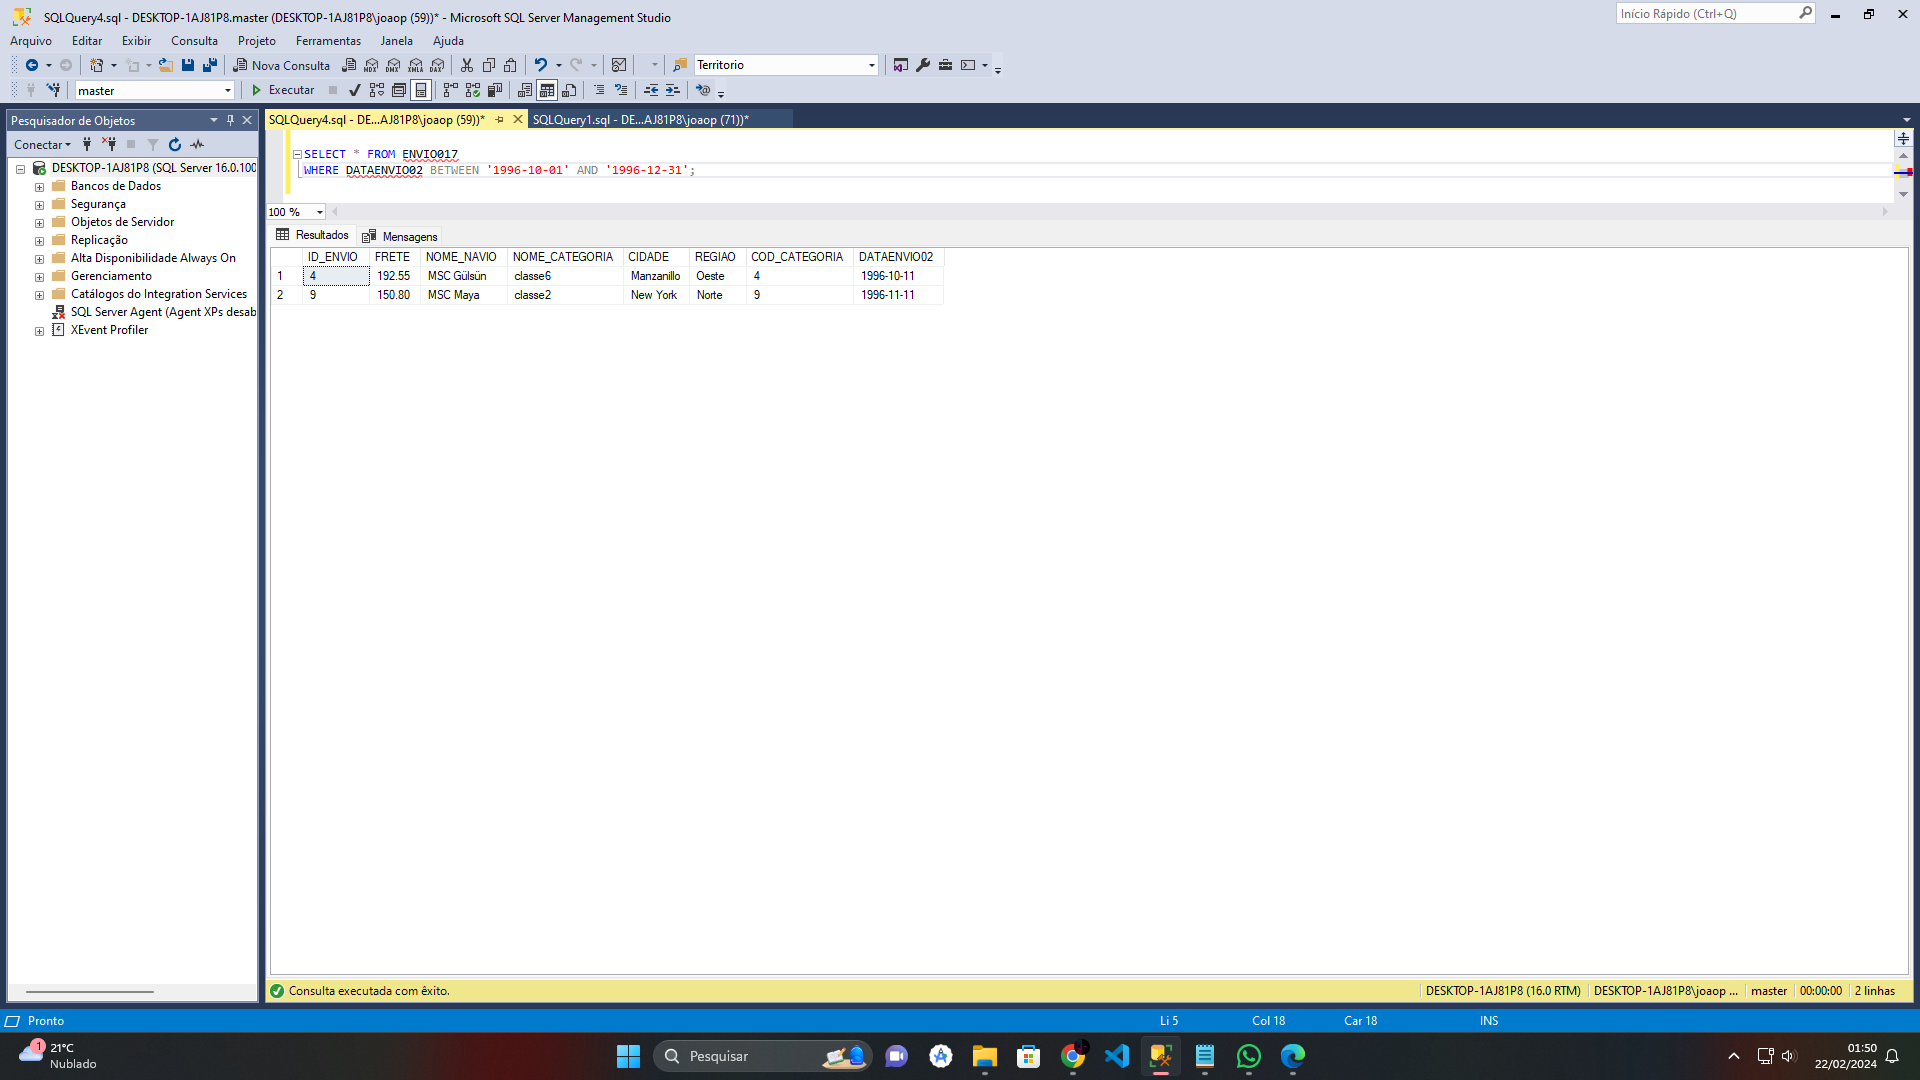 SQLQuery4.sql - DESKTOP-1AJ81P8.master (DESKTOP-1AJ81P8\joaop (59))* - Microsoft SQL Server Management Studio
Início Rápido (Ctrl+Q)
Arquivo Editar Exibir Consulta Projeto Ferramentas Janela Ajuda
Nova Consulta MDX DMX XMLA DAX Territorio
master Executar
Pesquisador de Objetos
SQLQuery4.sql - DE...AJ81P8\joaop (59))* SQLQuery1.sql - DE...AJ81P8\joaop (71))*
Conectar
DESKTOP-1AJ81P8 (SQL Server 16.0.100
Bancos de Dados
Segurança
Objetos de Servidor
Replicação
Alta Disponibilidade Always On
Gerenciamento
Catálogos do Integration Services
SQL Server Agent (Agent XPs desab
XEvent Profiler
SELECT * FROM ENVIO017
WHERE DATAENVIO02 BETWEEN '1996-10-01' AND '1996-12-31';
100 %
Resultados Mensagens
ID_ENVIO FRETE NOME_NAVIO NOME_CATEGORIA CIDADE REGIAO COD_CATEGORIA DATAENVIO02
1 4 192.55 MSC Gülsün classe6 Manzanillo Oeste 4 1996-10-11
2 9 150.80 MSC Maya classe2 New York Norte 9 1996-11-11
Consulta executada com êxito. DESKTOP-1AJ81P8 (16.0 RTM) DESKTOP-1AJ81P8\joaop ... master 00:00:00 2 linhas
Pronto Li 5 Col 18 Car 18 INS
1
21°C
Nublado
Pesquisar
01:50
22/02/2024